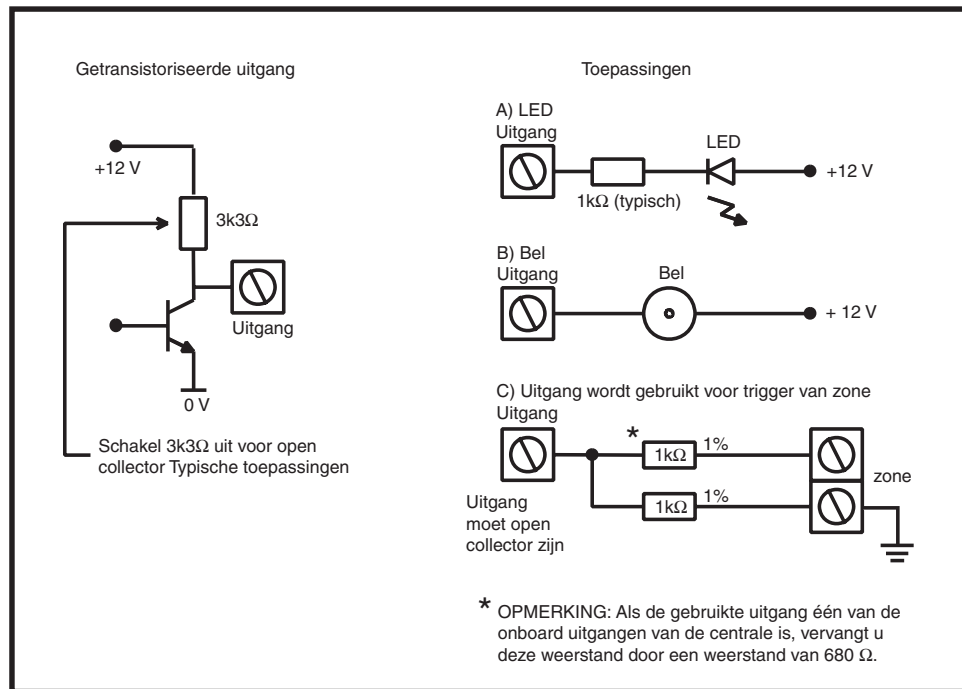 Getransistoriseerde uitgang
+12 V
3k3Ω
Uitgang
0 V
Schakel 3k3Ω uit voor open
collector Typische toepassingen
Toepassingen
A) LED
Uitgang
LED
+12 V
1kΩ (typisch)
B) Bel
Uitgang
Bel
+ 12 V
C) Uitgang wordt gebruikt voor trigger van zone
Uitgang
*
1kΩ
1%
1kΩ
1%
zone
Uitgang
moet open
collector zijn
* OPMERKING: Als de gebruikte uitgang één van de
onboard uitgangen van de centrale is, vervangt u
deze weerstand door een weerstand van 680 Ω.